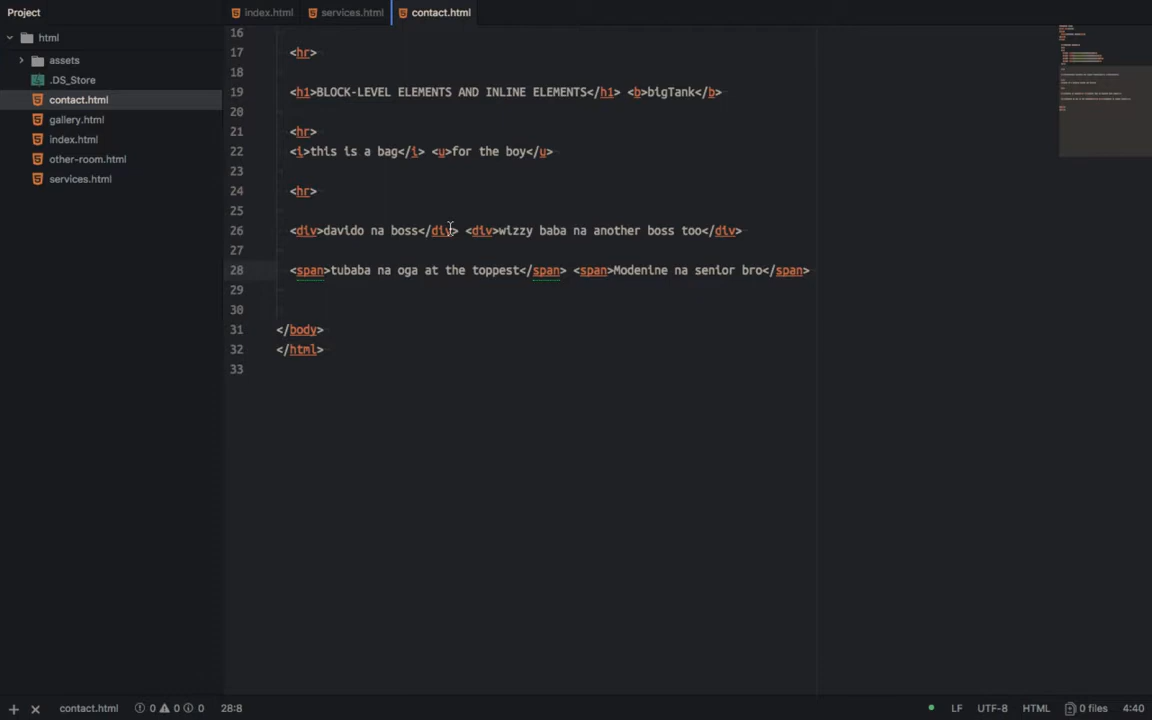 Project
index.html
services.html
contact.html
html
assets
.DS_Store
contact.html
gallery.html
index.html
other-room.html
services.html
16
17 <hr>
18
19 <h1>BLOCK-LEVEL ELEMENTS AND INLINE ELEMENTS</h1> <b>bigTank</b>
20
21 <hr>
22 <i>this is a bag</i> <u>for the boy</u>
23
24 <hr>
25
26 <div>davido na boss</div> <div>wizzy baba na another boss too</div>
27
28 <span>tubaba na oga at the toppest</span> <span>Modenine na senior bro</span>
29
30
31 </body>
32 </html>
33
contact.html 0 0 0 28:8 LF UTF-8 HTML 0 files 4:40